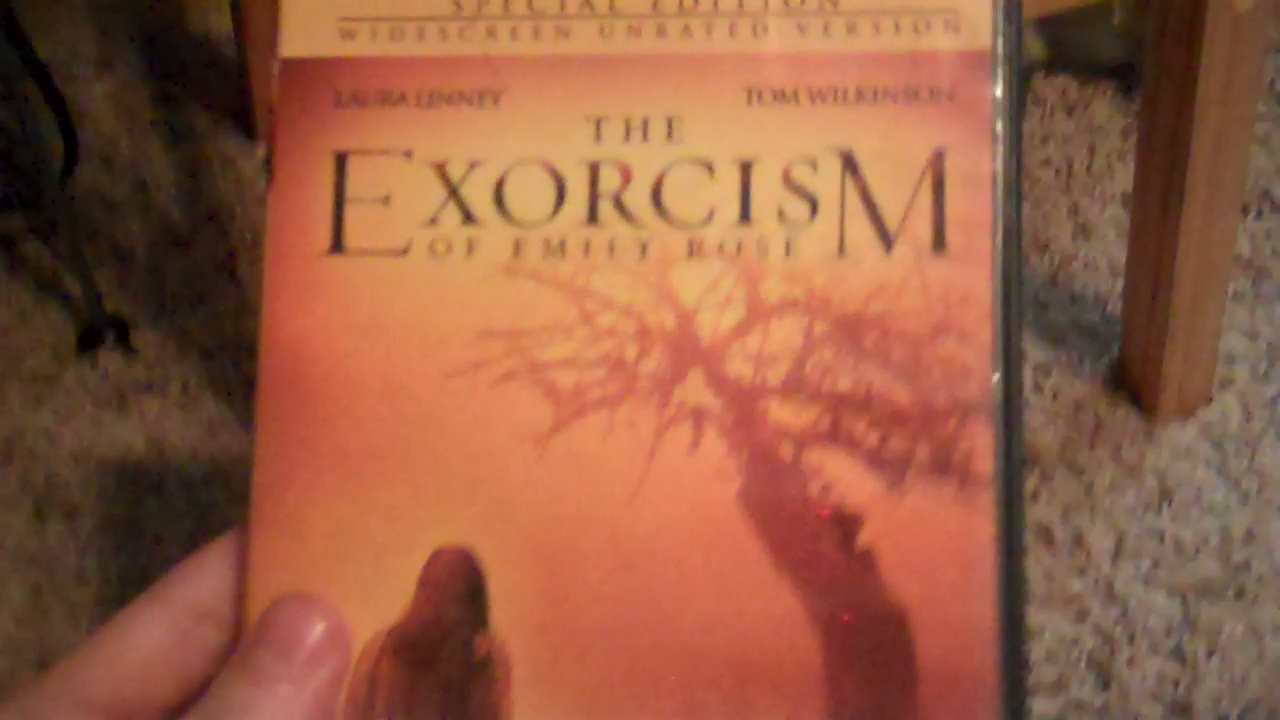 SPECIAL EDITION
WIDESCREEN UNRATED VERSION
LAURA LINNEY TOM WILKINSON
THE
EXORCISM
OF EMILY ROSE